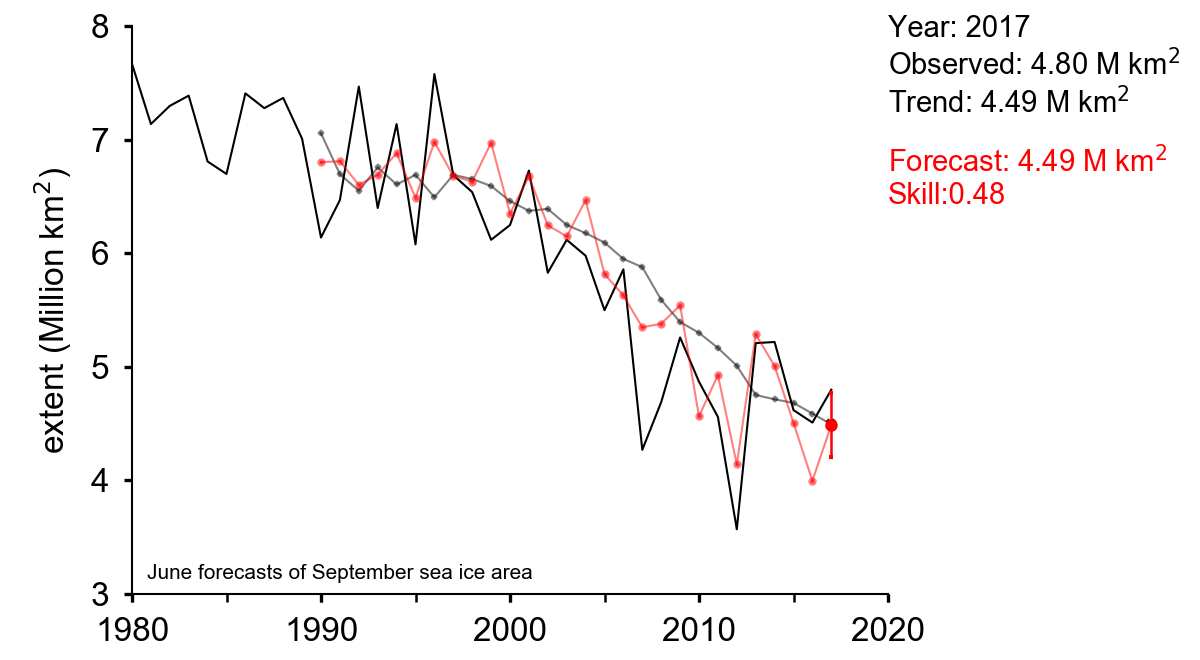 Year: 2017
Observed: 4.80 M km²
Trend: 4.49 M km²
Forecast: 4.49 M km²
Skill:0.48
extent (Million km²)
8
7
6
5
4
3
June forecasts of September sea ice area
1980 1990 2000 2010 2020